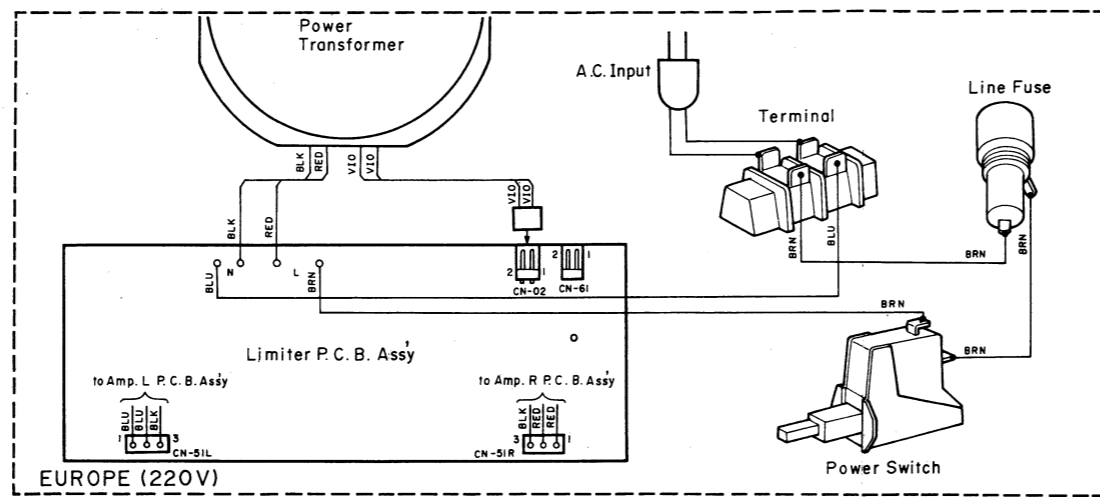 Power
Transformer
A.C. Input
Terminal
Line Fuse
BLK
RED
VIO
VIO
VIO
VIO
BLK
RED
BRN
BLU
BRN
BRN
BLU
N
L
BRN
2
1
2
1
CN-02
CN-61
BRN
BRN
Limiter P. C. B. Ass'y
to Amp. L P. C. B. Ass'y
to Amp. R P. C. B. Ass'y
BLU
BLU
BLK
BLK
RED
RED
1
3
CN-51L
3
1
CN-51R
Power Switch
EUROPE (220V)